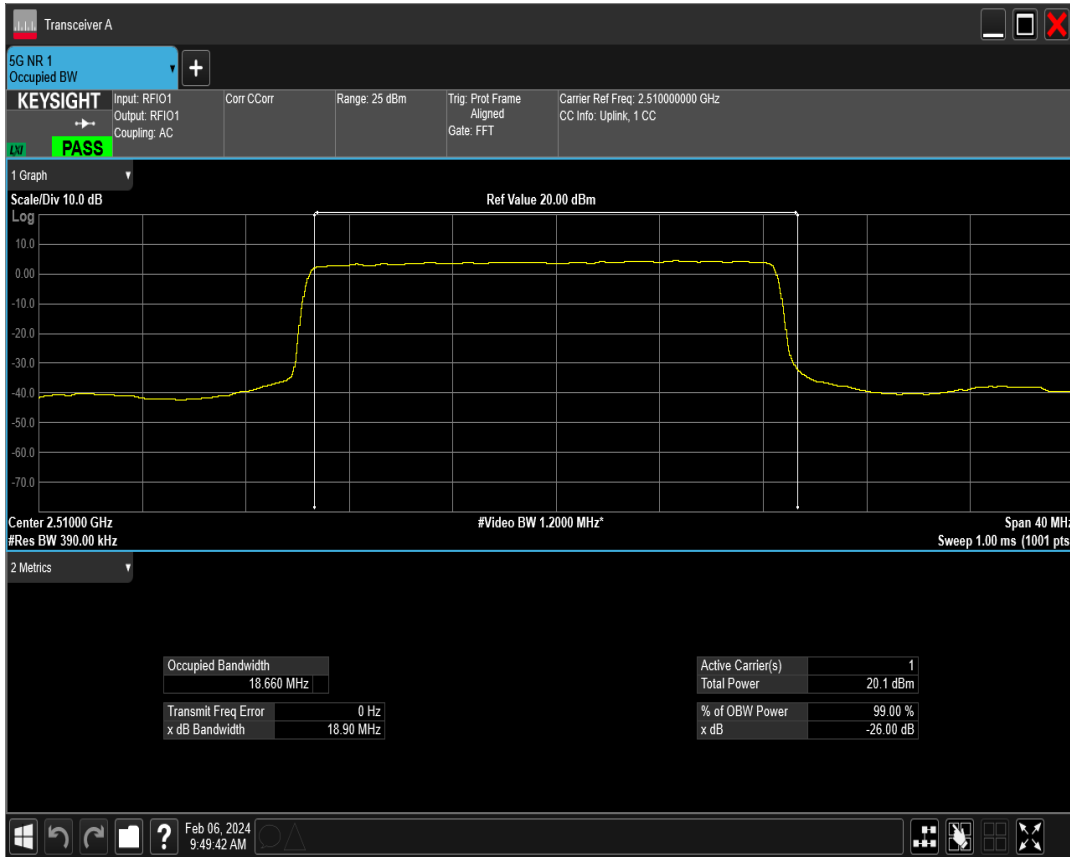 Transceiver A
5G NR 1
Occupied BW
+
KEYSIGHT
LXI
PASS
Input: RFIO1
Output: RFIO1
Coupling: AC
Corr CCorr
Range: 25 dBm
Trig: Prot Frame
Aligned
Gate: FFT
Carrier Ref Freq: 2.510000000 GHz
CC Info: Uplink, 1 CC
1 Graph
Scale/Div 10.0 dB
Ref Value 20.00 dBm
Log
10.0
0.00
-10.0
-20.0
-30.0
-40.0
-50.0
-60.0
-70.0
Center 2.51000 GHz
#Video BW 1.2000 MHz*
Span 40 MHz
#Res BW 390.00 kHz
Sweep 1.00 ms (1001 pts
2 Metrics
Occupied Bandwidth
18.660 MHz
Transmit Freq Error 0 Hz
x dB Bandwidth 18.90 MHz
Active Carrier(s) 1
Total Power 20.1 dBm
% of OBW Power 99.00 %
x dB -26.00 dB
?
Feb 06, 2024
9:49:42 AM